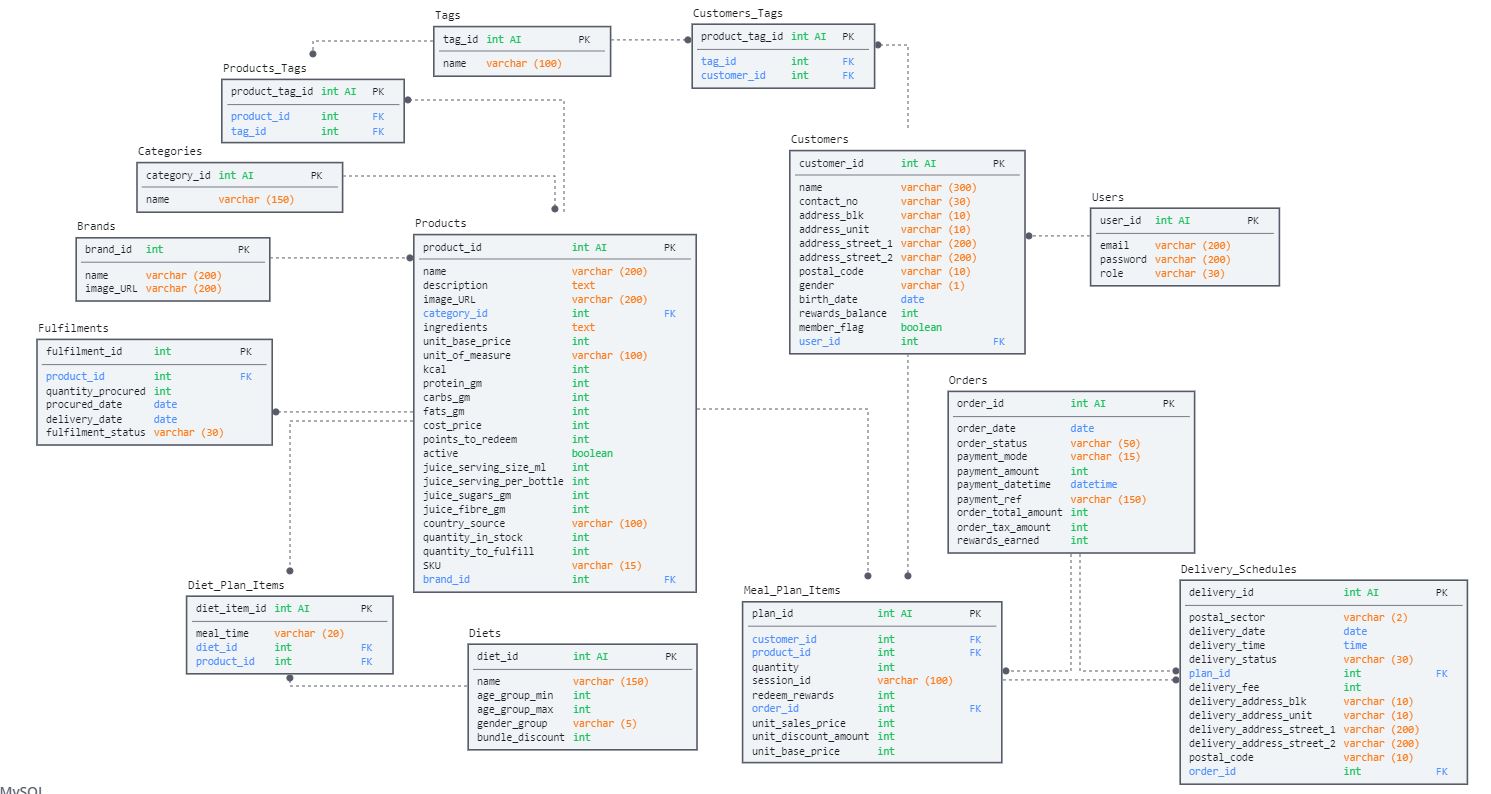 Tags
tag_id int AI PK
name varchar (100)
Customers_Tags
product_tag_id int AI PK
tag_id int FK
customer_id int FK
Products_Tags
product_tag_id int AI PK
product_id int FK
tag_id int FK
Categories
category_id int AI PK
name varchar (150)
Brands
brand_id int PK
name varchar (200)
image_URL varchar (200)
Products
product_id int AI PK
name varchar (200)
description text
image_URL varchar (200)
category_id int FK
ingredients text
unit_base_price int
unit_of_measure varchar (100)
kcal int
protein_gm int
carbs_gm int
fats_gm int
cost_price int
points_to_redeem int
active boolean
juice_serving_size_ml int
juice_serving_per_bottle int
juice_sugars_gm int
juice_fibre_gm int
country_source varchar (100)
quantity_in_stock int
quantity_to_fulfill int
SKU varchar (15)
brand_id int FK
Customers
customer_id int AI PK
name varchar (300)
contact_no varchar (30)
address_blk varchar (10)
address_unit varchar (10)
address_street_1 varchar (200)
address_street_2 varchar (200)
postal_code varchar (10)
gender varchar (1)
birth_date date
rewards_balance int
member_flag boolean
user_id int FK
Users
user_id int AI PK
email varchar (200)
password varchar (200)
role varchar (30)
Fulfilments
fulfilment_id int PK
product_id int FK
quantity_procured int
procured_date date
delivery_date date
fulfilment_status varchar (30)
Orders
order_id int AI PK
order_date date
order_status varchar (50)
payment_mode varchar (15)
payment_amount int
payment_datetime datetime
payment_ref varchar (150)
order_total_amount int
order_tax_amount int
rewards_earned int
Diet_Plan_Items
diet_item_id int AI PK
meal_time varchar (20)
diet_id int FK
product_id int FK
Diets
diet_id int AI PK
name varchar (150)
age_group_min int
age_group_max int
gender_group varchar (5)
bundle_discount int
Meal_Plan_Items
plan_id int AI PK
customer_id int FK
product_id int FK
quantity int
session_id varchar (100)
redeem_rewards int
order_id int FK
unit_sales_price int
unit_discount_amount int
unit_base_price int
Delivery_Schedules
delivery_id int AI PK
postal_sector varchar (2)
delivery_date date
delivery_time time
delivery_status varchar (30)
plan_id int FK
delivery_fee int
delivery_address_blk varchar (10)
delivery_address_unit varchar (10)
delivery_address_street_1 varchar (200)
delivery_address_street_2 varchar (200)
postal_code varchar (10)
order_id int FK
MySQL